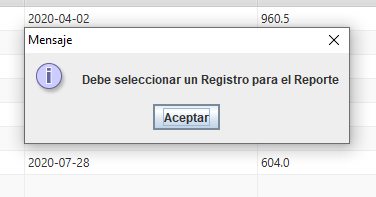 2020-04-02 960.5
Mensaje
Debe seleccionar un Registro para el Reporte
Aceptar
2020-07-28 604.0